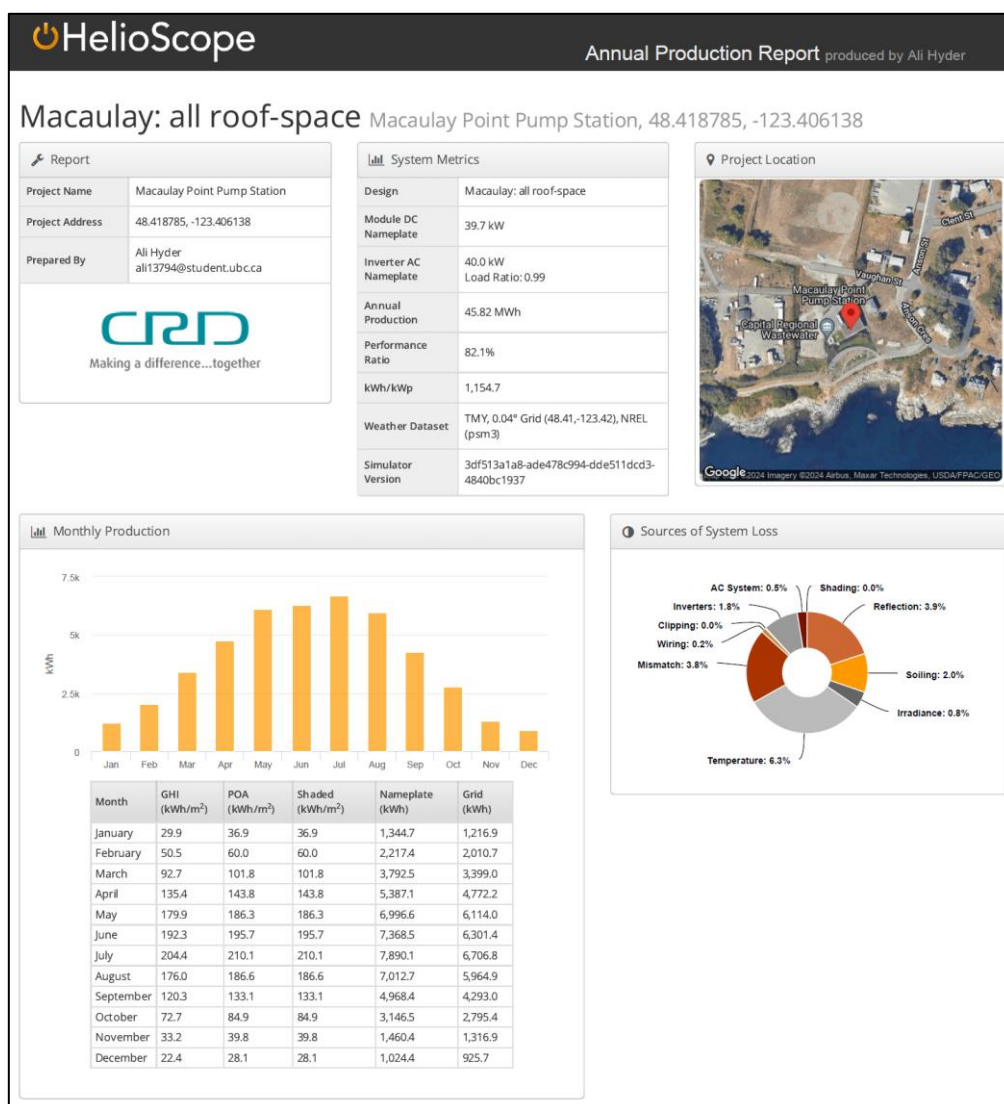 HelioScope
Annual Production Report produced by Ali Hyder
Macaulay: all roof-space Macaulay Point Pump Station, 48.418785, -123.406138
Report
Project Name Macaulay Point Pump Station
Project Address 48.418785, -123.406138
Prepared By Ali Hyder
ali13794@student.ubc.ca
CRD
Making a difference...together
System Metrics
Design Macaulay: all roof-space
Module DC
Nameplate 39.7 kW
Inverter AC
Nameplate 40.0 kW
Load Ratio: 0.99
Annual
Production 45.82 MWh
Performance
Ratio 82.1%
kWh/kWp 1,154.7
Weather Dataset TMY, 0.04° Grid (48.41,-123.42), NREL
(psm3)
Simulator
Version 3df513a1a8-ade478c994-dde511dcd3-
4840bc1937
Project Location
Clent St
Anson St
Vaughan St
Macaulay Point
Pump Station
Capital Regional
Wastewater
Anson Cres
Google
2024 Imagery ©2024 Airbus, Maxar Technologies, USDA/FPAC/GEO
Monthly Production
7.5k
5k
2.5k
0
kWh
Jan Feb Mar Apr May Jun Jul Aug Sep Oct Nov Dec
Month GHI (kWh/m²) POA (kWh/m²) Shaded (kWh/m²) Nameplate (kWh) Grid (kWh)
January 29.9 36.9 36.9 1,344.7 1,216.9
February 50.5 60.0 60.0 2,217.4 2,010.7
March 92.7 101.8 101.8 3,792.5 3,399.0
April 135.4 143.8 143.8 5,387.1 4,772.2
May 179.9 186.3 186.3 6,996.6 6,114.0
June 192.3 195.7 195.7 7,368.5 6,301.4
July 204.4 210.1 210.1 7,890.1 6,706.8
August 176.0 186.6 186.6 7,012.7 5,964.9
September 120.3 133.1 133.1 4,968.4 4,293.0
October 72.7 84.9 84.9 3,146.5 2,795.4
November 33.2 39.8 39.8 1,460.4 1,316.9
December 22.4 28.1 28.1 1,024.4 925.7
Sources of System Loss
AC System: 0.5%
Shading: 0.0%
Inverters: 1.8%
Reflection: 3.9%
Clipping: 0.0%
Wiring: 0.2%
Mismatch: 3.8%
Soiling: 2.0%
Irradiance: 0.8%
Temperature: 6.3%